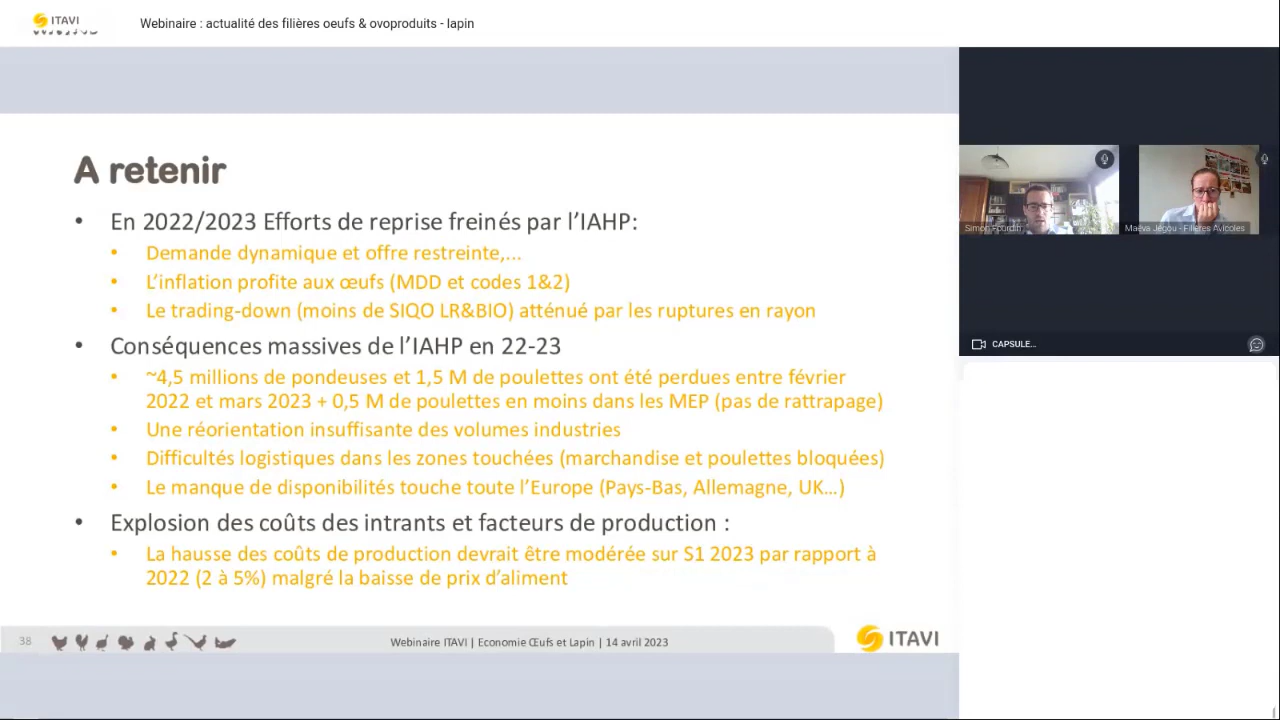 ITAVI
Webinaire : actualité des filières oeufs & ovoproduits - lapin
A retenir
• En 2022/2023 Efforts de reprise freinés par l’IAHP:
• Demande dynamique et offre restreinte,...
• L’inflation profite aux œufs (MDD et codes 1&2)
• Le trading-down (moins de SIQO LR&BIO) atténué par les ruptures en rayon
• Conséquences massives de l’IAHP en 22-23
• ~4,5 millions de pondeuses et 1,5 M de poulettes ont été perdues entre février
2022 et mars 2023 + 0,5 M de poulettes en moins dans les MEP (pas de rattrapage)
• Une réorientation insuffisante des volumes industries
• Difficultés logistiques dans les zones touchées (marchandise et poulettes bloquées)
• Le manque de disponibilités touche toute l’Europe (Pays-Bas, Allemagne, UK…)
• Explosion des coûts des intrants et facteurs de production :
• La hausse des coûts de production devrait être modérée sur S1 2023 par rapport à
2022 (2 à 5%) malgré la baisse de prix d’aliment
38
Webinaire ITAVI | Economie Œufs et Lapin | 14 avril 2023
ITAVI
Simon Fourdin
Maëva Jégou - Filières Avicoles
CAPSULE...